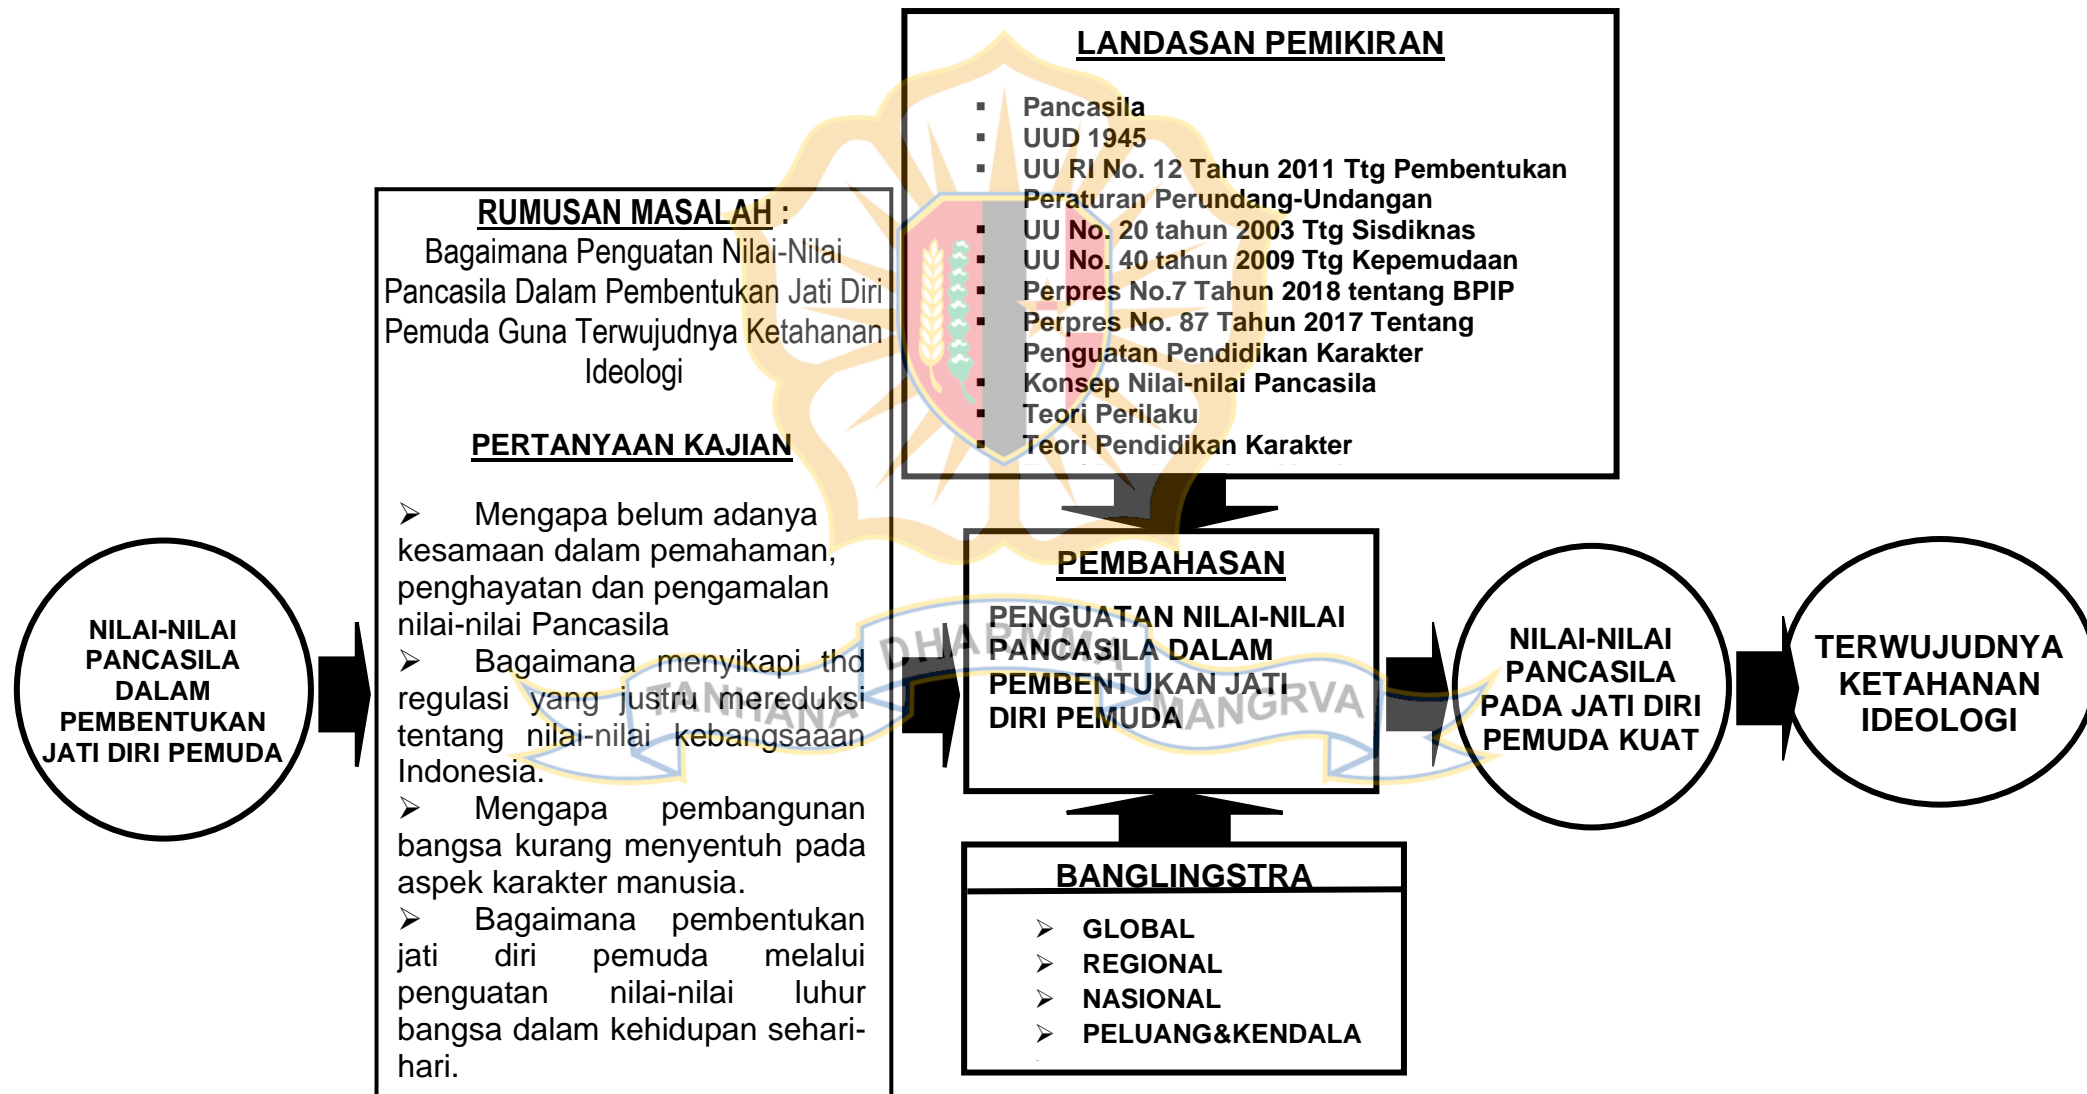 LANDASAN PEMIKIRAN
▪ Pancasila
▪ UUD 1945
▪ UU RI No. 12 Tahun 2011 Ttg Pembentukan
Peraturan Perundang-Undangan
▪ UU No. 20 tahun 2003 Ttg Sisdiknas
▪ UU No. 40 tahun 2009 Ttg Kepemudaan
▪ Perpres No.7 Tahun 2018 tentang BPIP
▪ Perpres No. 87 Tahun 2017 Tentang
Penguatan Pendidikan Karakter
▪ Konsep Nilai-nilai Pancasila
▪ Teori Perilaku
▪ Teori Pendidikan Karakter
RUMUSAN MASALAH :
Bagaimana Penguatan Nilai-Nilai
Pancasila Dalam Pembentukan Jati Diri
Pemuda Guna Terwujudnya Ketahanan
Ideologi
PERTANYAAN KAJIAN
➢ Mengapa belum adanya
kesamaan dalam pemahaman,
penghayatan dan pengamalan
nilai-nilai Pancasila
➢ Bagaimana menyikapi thd
regulasi yang justru mereduksi
tentang nilai-nilai kebangsaaan
Indonesia.
➢ Mengapa pembangunan
bangsa kurang menyentuh pada
aspek karakter manusia.
➢ Bagaimana pembentukan
jati diri pemuda melalui
penguatan nilai-nilai luhur
bangsa dalam kehidupan sehari-
hari.
NILAI-NILAI
PANCASILA
DALAM
PEMBENTUKAN
JATI DIRI PEMUDA
PEMBAHASAN
PENGUATAN NILAI-NILAI
PANCASILA DALAM
PEMBENTUKAN JATI
DIRI PEMUDA
BANGLINGSTRA
➢ GLOBAL
➢ REGIONAL
➢ NASIONAL
➢ PELUANG&KENDALA
NILAI-NILAI
PANCASILA
PADA JATI DIRI
PEMUDA KUAT
TERWUJUDNYA
KETAHANAN
IDEOLOGI
TANHANA DHARMMA MANGRVA